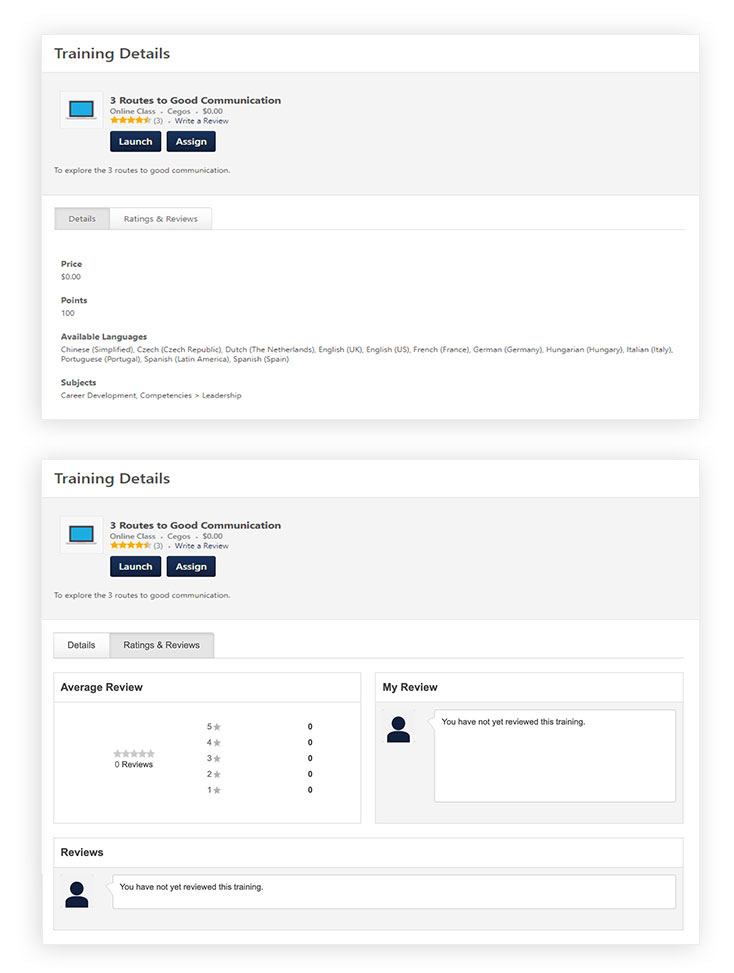 Training Details
3 Routes to Good Communication
Online Class • Cegos • $0.00
(3) • Write a Review
Launch Assign
To explore the 3 routes to good communication.
Details Ratings & Reviews
Price
$0.00
Points
100
Available Languages
Chinese (Simplified), Czech (Czech Republic), Dutch (The Netherlands), English (UK), English (US), French (France), German (Germany), Hungarian (Hungary), Italian (Italy),
Portuguese (Portugal), Spanish (Latin America), Spanish (Spain)
Subjects
Career Development, Competencies > Leadership
Training Details
3 Routes to Good Communication
Online Class • Cegos • $0.00
(3) • Write a Review
Launch Assign
To explore the 3 routes to good communication.
Details Ratings & Reviews
Average Review
0 Reviews
5★ 0
4★ 0
3★ 0
2★ 0
1★ 0
My Review
You have not yet reviewed this training.
Reviews
You have not yet reviewed this training.